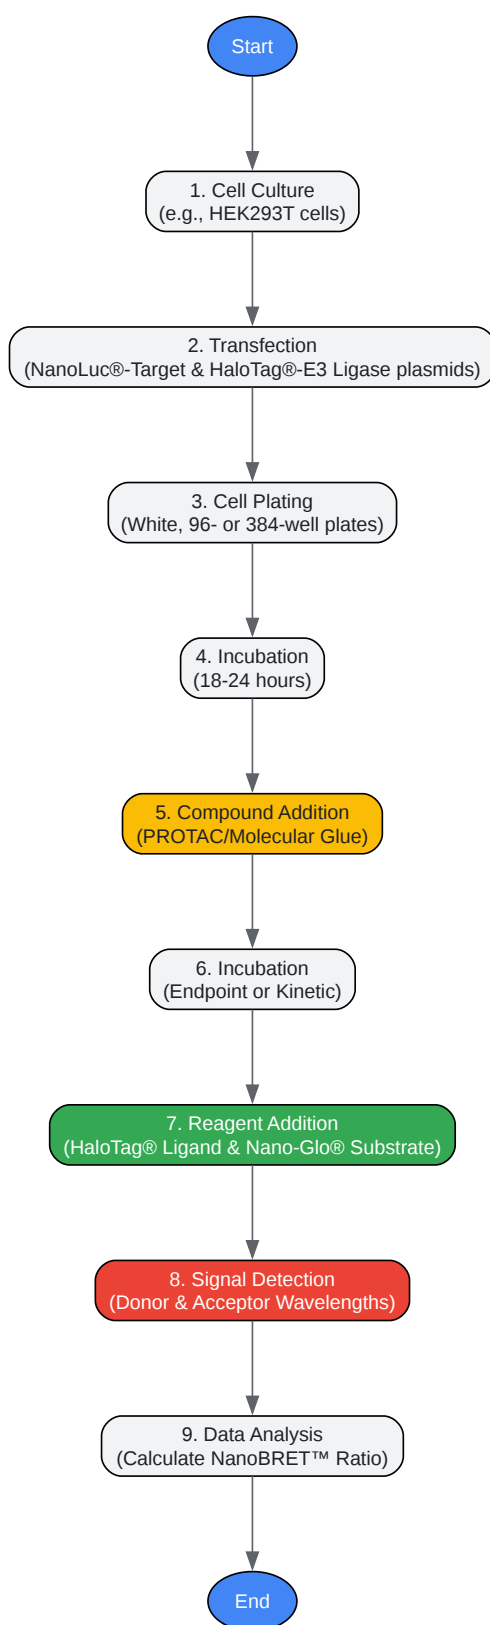 Start
1. Cell Culture
(e.g., HEK293T cells)
2. Transfection
(NanoLuc®-Target & HaloTag®-E3 Ligase plasmids)
3. Cell Plating
(White, 96- or 384-well plates)
4. Incubation
(18-24 hours)
5. Compound Addition
(PROTAC/Molecular Glue)
6. Incubation
(Endpoint or Kinetic)
7. Reagent Addition
(HaloTag® Ligand & Nano-Glo® Substrate)
8. Signal Detection
(Donor & Acceptor Wavelengths)
9. Data Analysis
(Calculate NanoBRET™ Ratio)
End